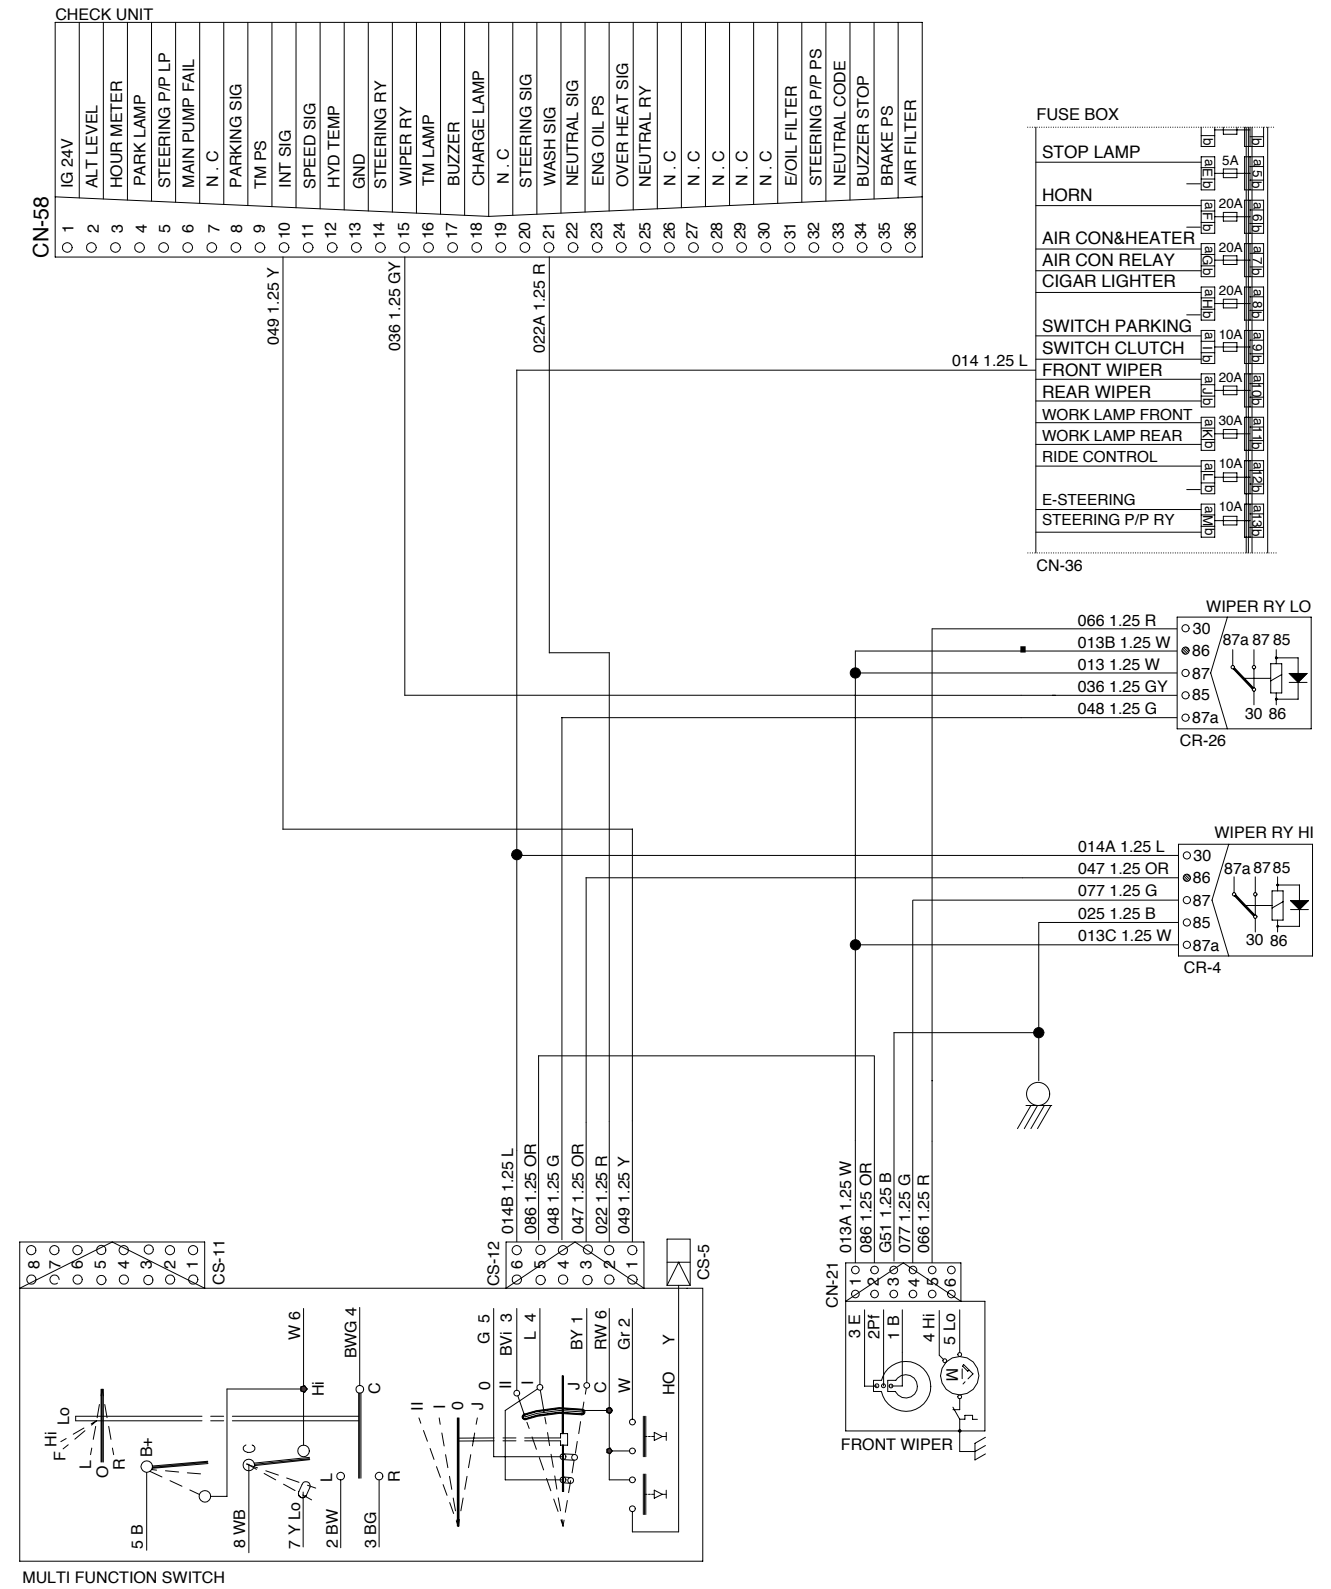 CHECK UNIT
CN-58
IG 24V
ALT LEVEL
HOUR METER
PARK LAMP
STEERING P/P LP
MAIN PUMP FAIL
N . C
PARKING SIG
TM PS
INT SIG
SPEED SIG
HYD TEMP
GND
STEERING RY
WIPER RY
TM LAMP
BUZZER
CHARGE LAMP
N . C
STEERING SIG
WASH SIG
NEUTRAL SIG
ENG OIL PS
OVER HEAT SIG
NEUTRAL RY
N . C
N . C
N . C
N . C
N . C
E/OIL FILTER
STEERING P/P PS
NEUTRAL CODE
BUZZER STOP
BRAKE PS
AIR FILTER
1 2 3 4 5 6 7 8 9 10 11 12 13 14 15 16 17 18 19 20 21 22 23 24 25 26 27 28 29 30 31 32 33 34 35 36
049 1.25 Y
036 1.25 GY
022A 1.25 R
014 1.25 L
FUSE BOX
b b
STOP LAMP
a E b 5A a 5 b
HORN
a F b 20A a 6 b
AIR CON&HEATER
AIR CON RELAY
a G b 20A a 7 b
CIGAR LIGHTER
a H b 20A a 8 b
SWITCH PARKING
SWITCH CLUTCH
a I b 10A a 9 b
FRONT WIPER
REAR WIPER
a J b 20A a 10 b
WORK LAMP FRONT
WORK LAMP REAR
a K b 30A a 11 b
RIDE CONTROL
a L b 10A a 12 b
E-STEERING
STEERING P/P RY
a M b 10A a 13 b
CN-36
WIPER RY LO
066 1.25 R
013B 1.25 W
013 1.25 W
036 1.25 GY
048 1.25 G
30
86
87
85
87a
87a 87 85
30 86
CR-26
WIPER RY HI
014A 1.25 L
047 1.25 OR
077 1.25 G
025 1.25 B
013C 1.25 W
30
86
87
85
87a
87a 87 85
30 86
CR-4
014B 1.25 L
086 1.25 OR
048 1.25 G
047 1.25 OR
022 1.25 R
049 1.25 Y
013A 1.25 W
086 1.25 OR
G51 1.25 B
077 1.25 G
066 1.25 R
8 7 6 5 4 3 2 1
CS-11
CS-12
6 5 4 3 2 1
CS-5
CN-21
1 2 3 4 5 6
3 E
2Pf
1 B
4 Hi
5 Lo
M
FRONT WIPER
W 6
BWG 4
G 5
BVi 3
L 4
BY 1
RW 6
Gr 2
Y
HO
Lo
Hi
F
L
O
R
B+
Hi
C
C
L
R
II
I
O
J
O
II
I
J
C
W
5 B
8 WB
7 Y Lo
2 BW
3 BG
MULTI FUNCTION SWITCH